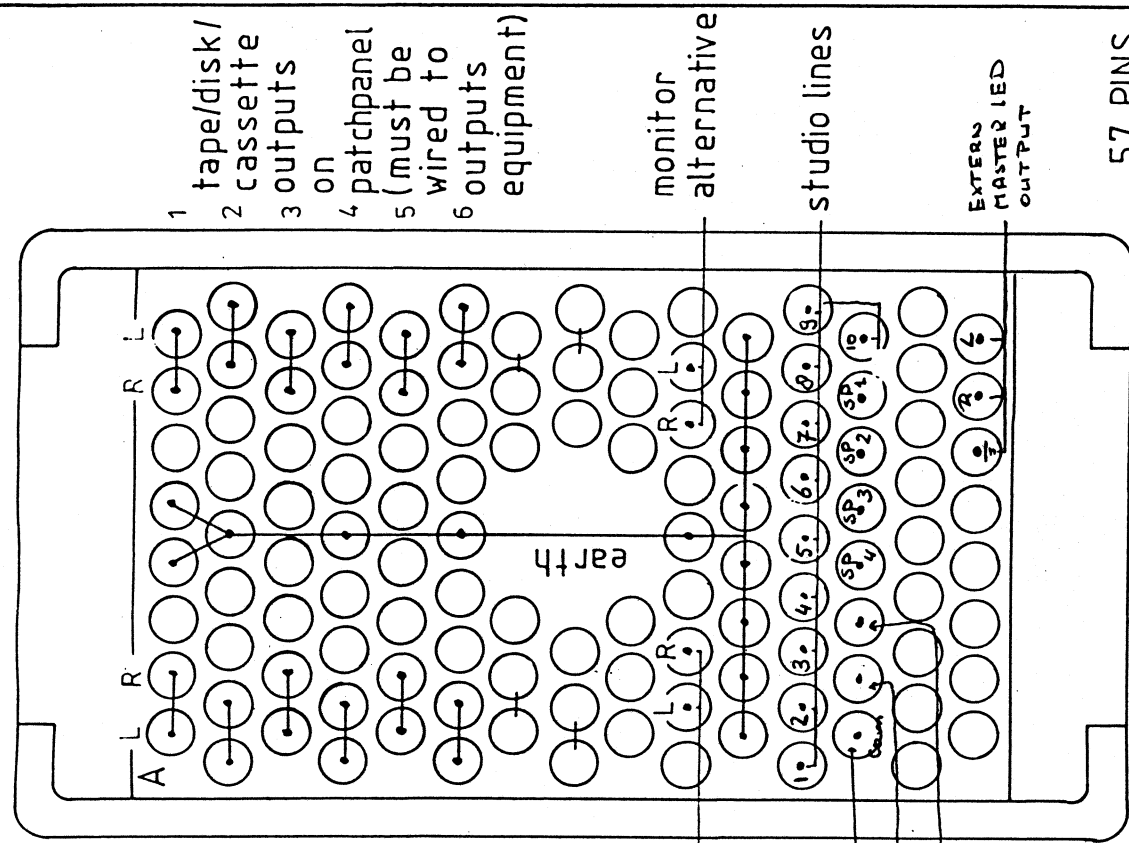 tape/disk/
cassette
outputs
on
patchpanel
(must be
wired to
outputs
equipment)
1
2
3
4
5
6
L R R L
A
earth
monitor
alternative
L R R L
studio lines
1 2 3 4 5 6 7 8 9
SP 4 SP 3 SP 2 SP 1 10
EXTERN
MASTER LED
OUTPUT
R L
57 PINS